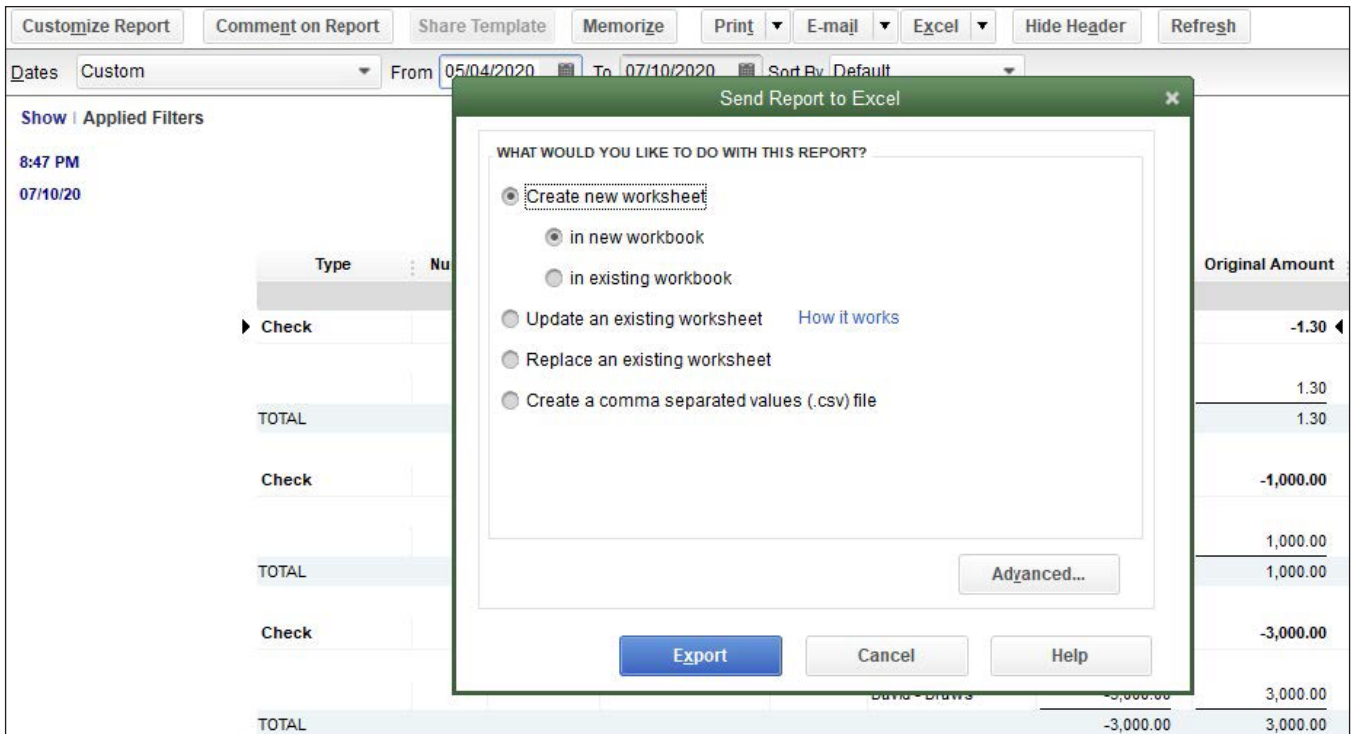 Customize Report Comment on Report Share Template Memorize Print E-mail Excel Hide Header Refresh
Dates Custom From 05/04/2020 To 07/10/2020 Sort By Default
Send Report to Excel
Show | Applied Filters
WHAT WOULD YOU LIKE TO DO WITH THIS REPORT?
8:47 PM
Create new worksheet
07/10/20
in new workbook
Type Nu Original Amount
in existing workbook
Update an existing worksheet How it works
Check -1.30
Replace an existing worksheet
1.30
Create a comma separated values (.csv) file
TOTAL 1.30
Check -1,000.00
1,000.00
TOTAL 1,000.00
Advanced...
Check -3,000.00
Export Cancel Help
David - Draws -3,000.00 3,000.00
TOTAL -3,000.00 3,000.00